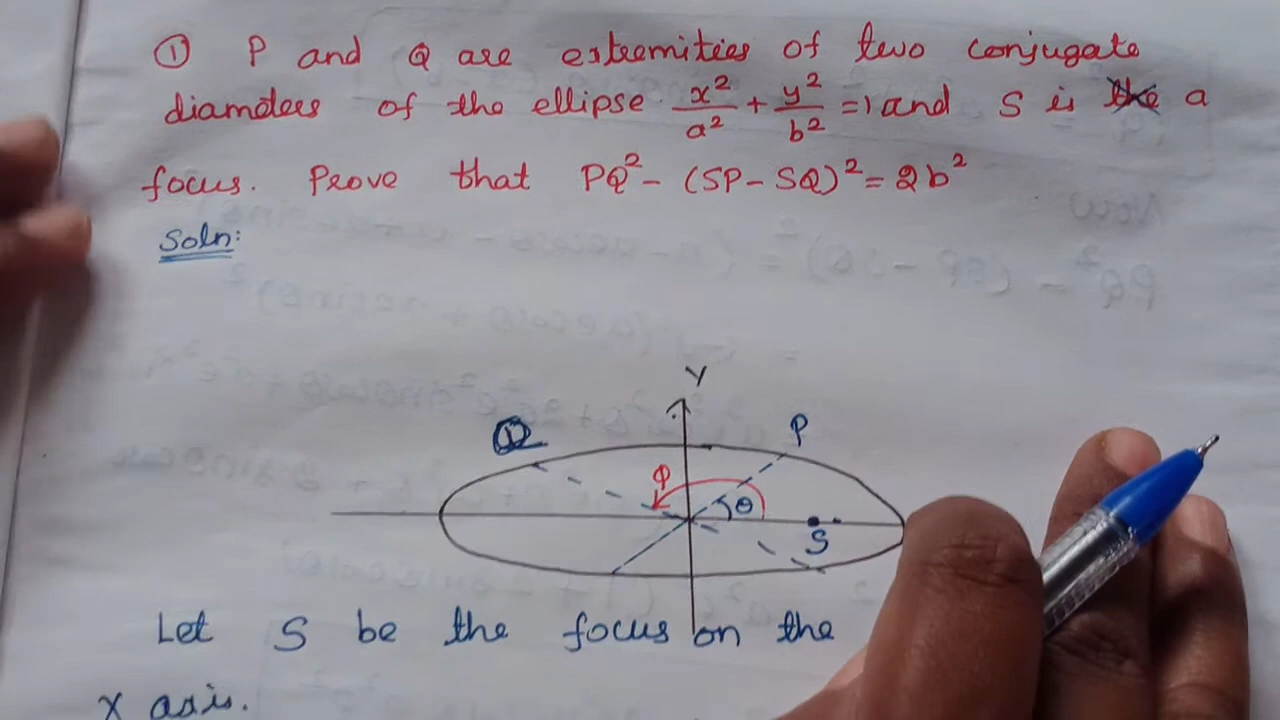 ① P and Q are extremities of two conjugate
diameters of the ellipse x²/a² + y²/b² = 1 and S is a
focus. Prove that PQ² - (SP - SQ)² = 2b²
Soln:
Y
Q
P
φ
θ
S
Let S be the focus on the
X axis.